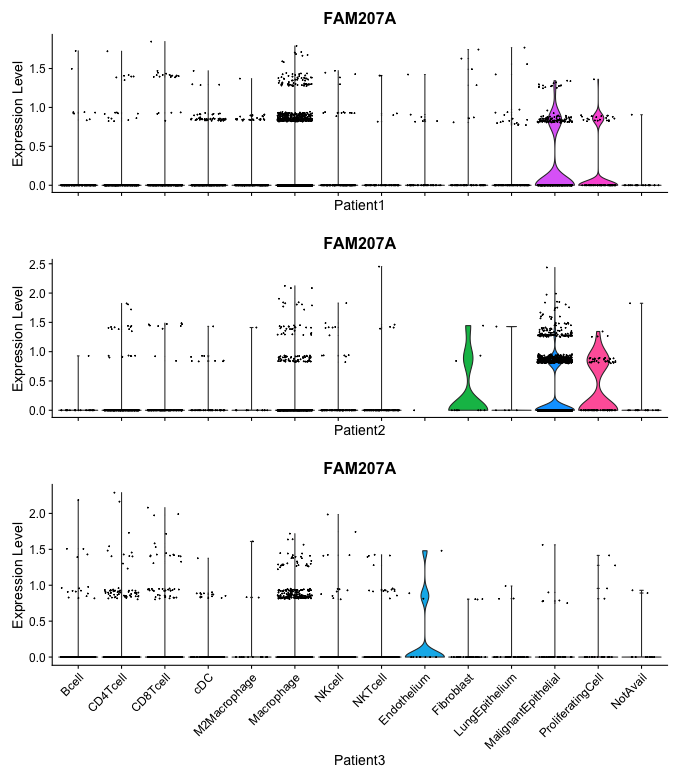 FAM207A
Expression Level
1.5
1.0
0.5
0.0
Patient1
FAM207A
Expression Level
2.5
2.0
1.5
1.0
0.5
0.0
Patient2
FAM207A
Expression Level
2.0
1.5
1.0
0.5
0.0
Bcell
CD4Tcell
CD8Tcell
cDC
M2Macrophage
Macrophage
NKcell
NKTcell
Endothelium
Fibroblast
LungEpithelium
MalignantEpithelial
ProliferatingCell
NotAvail
Patient3